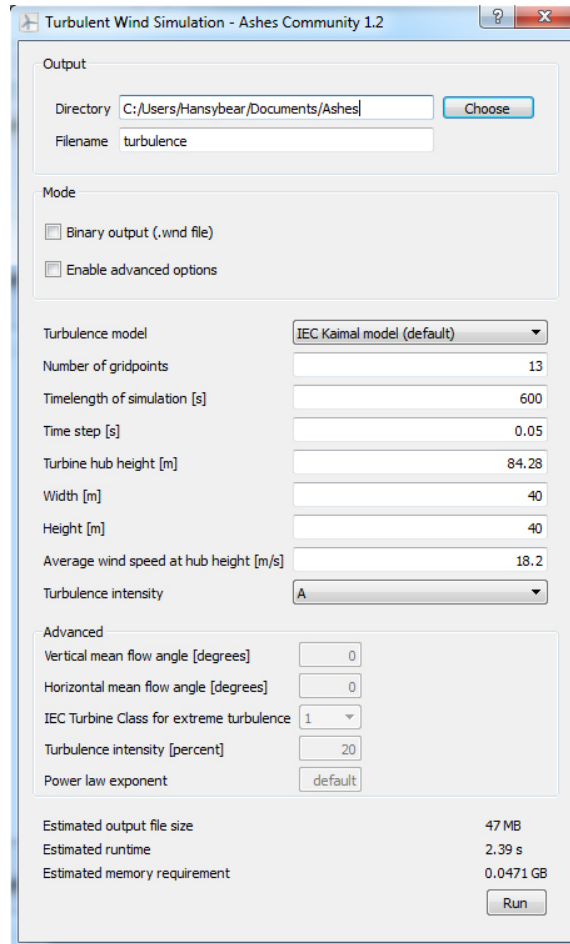 Turbulent Wind Simulation - Ashes Community 1.2
Output
Directory C:/Users/Hansybear/Documents/Ashes Choose
Filename turbulence
Mode
Binary output (.wnd file)
Enable advanced options
Turbulence model IEC Kaimal model (default)
Number of gridpoints 13
Timelength of simulation [s] 600
Time step [s] 0.05
Turbine hub height [m] 84.28
Width [m] 40
Height [m] 40
Average wind speed at hub height [m/s] 18.2
Turbulence intensity A
Advanced
Vertical mean flow angle [degrees] 0
Horizontal mean flow angle [degrees] 0
IEC Turbine Class for extreme turbulence 1
Turbulence intensity [percent] 20
Power law exponent default
Estimated output file size 47 MB
Estimated runtime 2.39 s
Estimated memory requirement 0.0471 GB
Run